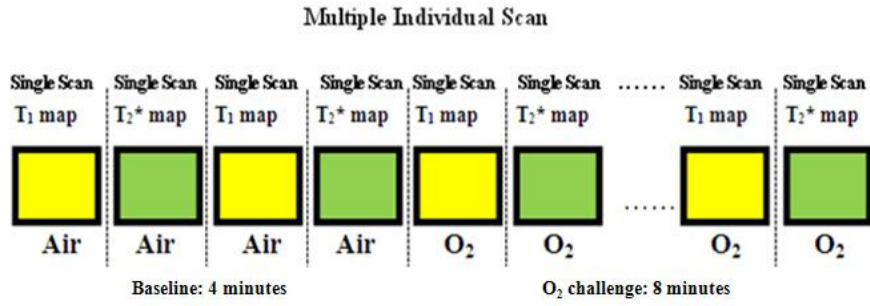 Multiple Individual Scan
Single Scan Single Scan Single Scan Single Scan Single Scan Single Scan ...... Single Scan Single Scan
T₁ map T₂* map T₁ map T₂* map T₁ map T₂* map T₁ map T₂* map
......
Air Air Air Air O₂ O₂ O₂ O₂
Baseline: 4 minutes O₂ challenge: 8 minutes